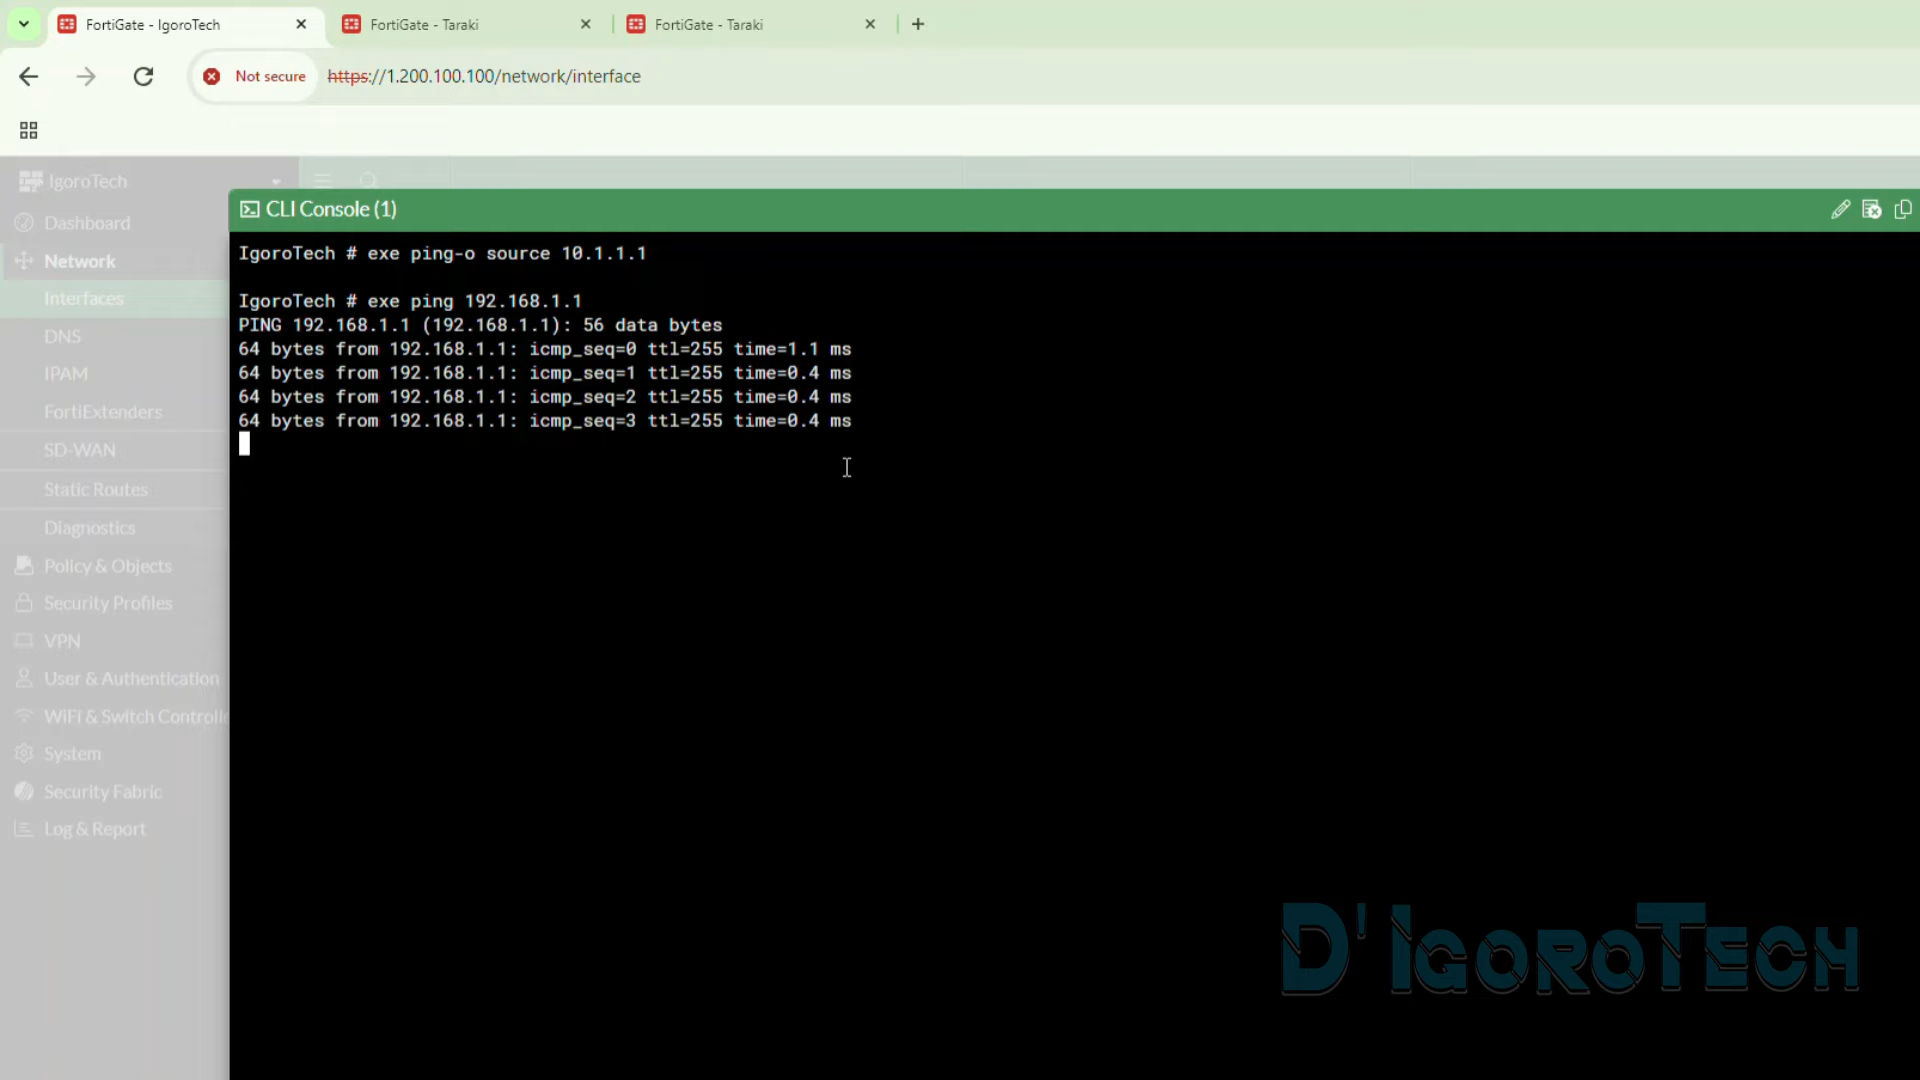 FortiGate - IgoroTech
FortiGate - Taraki
FortiGate - Taraki
Not secure
https://1.200.100.100/network/interface
IgoroTech
Dashboard
Network
Interfaces
DNS
IPAM
FortiExtenders
SD-WAN
Static Routes
Diagnostics
Policy & Objects
Security Profiles
VPN
User & Authentication
WiFi & Switch Controll
System
Security Fabric
Log & Report
CLI Console (1)
IgoroTech # exe ping-o source 10.1.1.1
IgoroTech # exe ping 192.168.1.1
PING 192.168.1.1 (192.168.1.1): 56 data bytes
64 bytes from 192.168.1.1: icmp_seq=0 ttl=255 time=1.1 ms
64 bytes from 192.168.1.1: icmp_seq=1 ttl=255 time=0.4 ms
64 bytes from 192.168.1.1: icmp_seq=2 ttl=255 time=0.4 ms
64 bytes from 192.168.1.1: icmp_seq=3 ttl=255 time=0.4 ms
D'IgoroTech